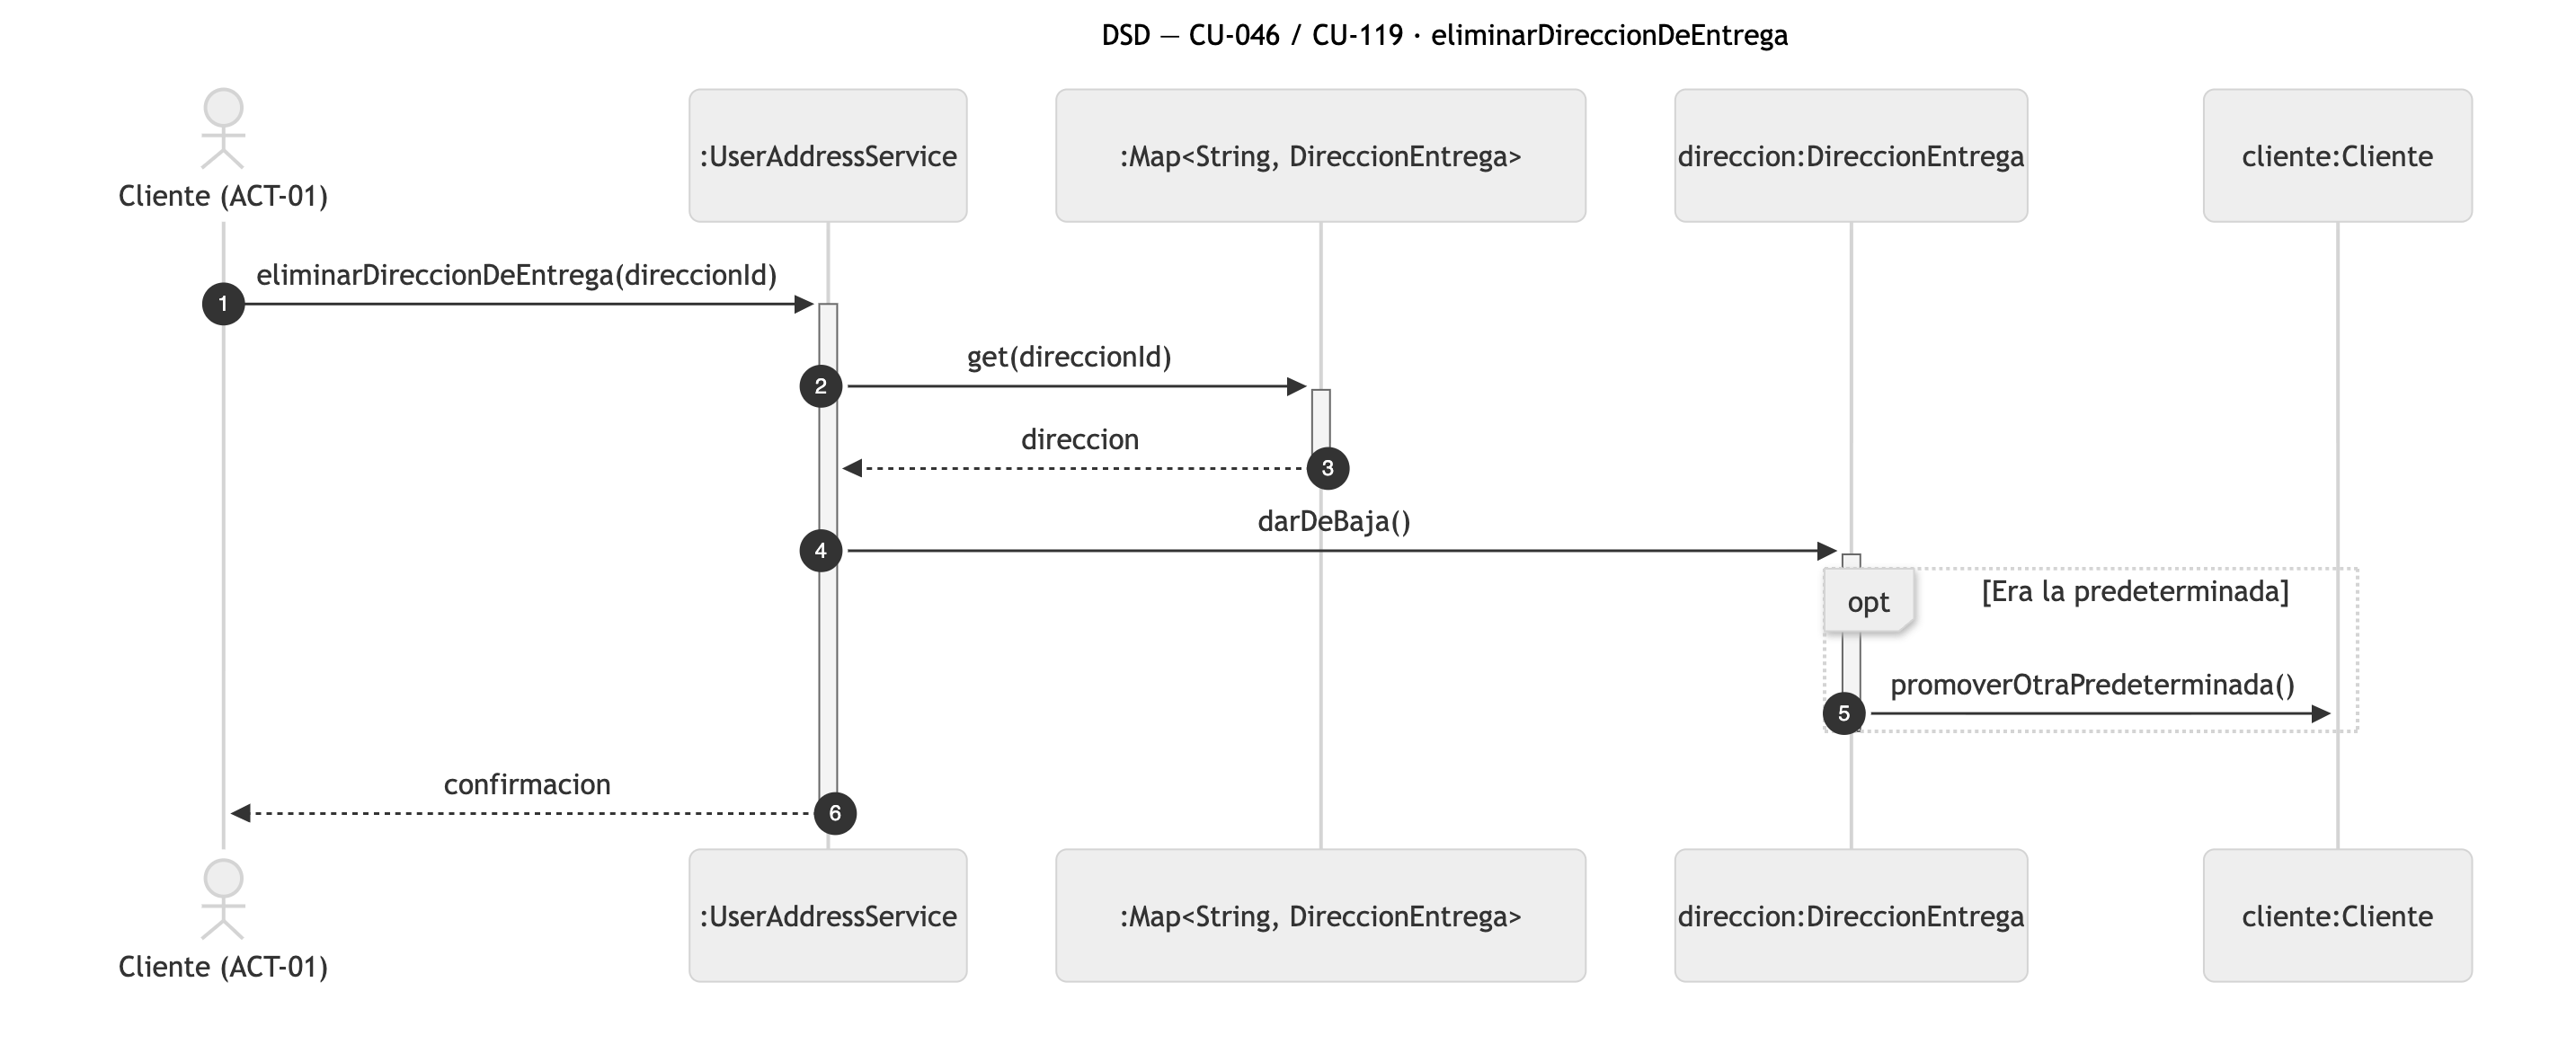 DSD – CU-046 / CU-119 · eliminarDireccionDeEntrega
Cliente (ACT-01)
:UserAddressService
:Map<String, DireccionEntrega>
direccion:DireccionEntrega
cliente:Cliente
eliminarDireccionDeEntrega(direccionId)
1
get(direccionId)
2
direccion
3
darDeBaja()
4
opt
[Era la predeterminada]
promoverOtraPredeterminada()
5
confirmacion
6
Cliente (ACT-01)
:UserAddressService
:Map<String, DireccionEntrega>
direccion:DireccionEntrega
cliente:Cliente